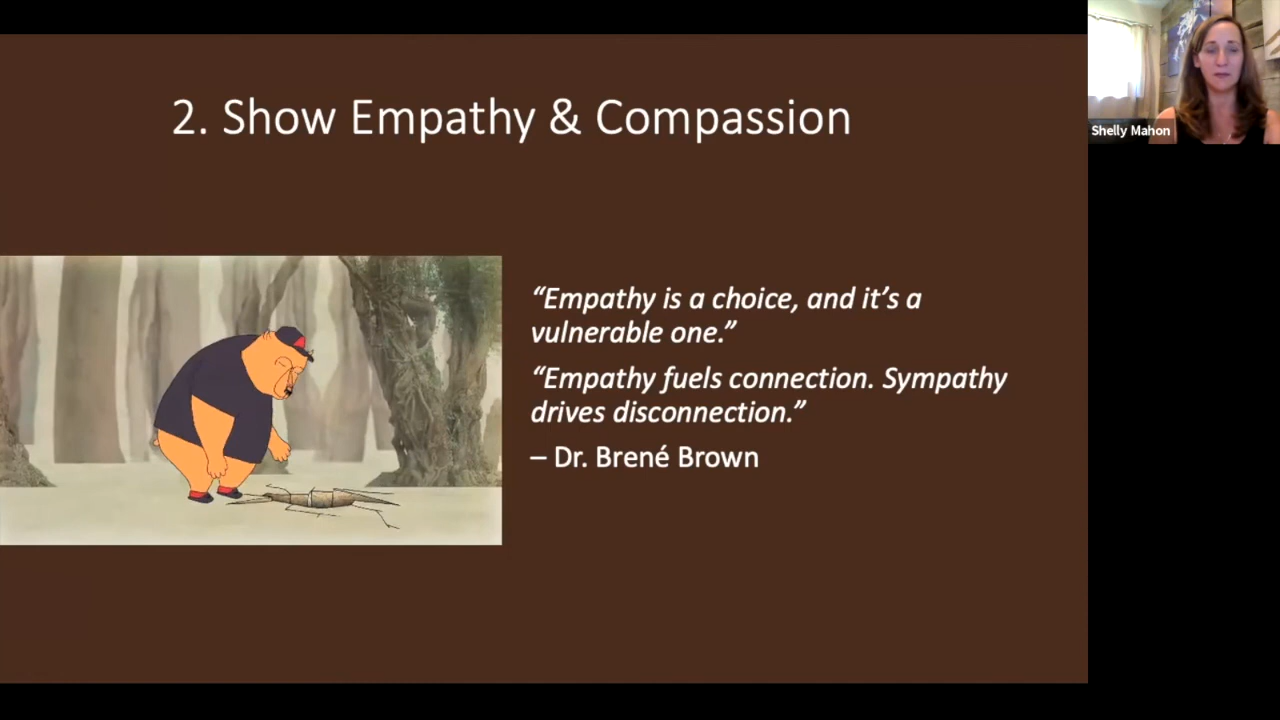 2. Show Empathy & Compassion
“Empathy is a choice, and it’s a
vulnerable one.”
“Empathy fuels connection. Sympathy
drives disconnection.”
– Dr. Brené Brown
Shelly Mahon